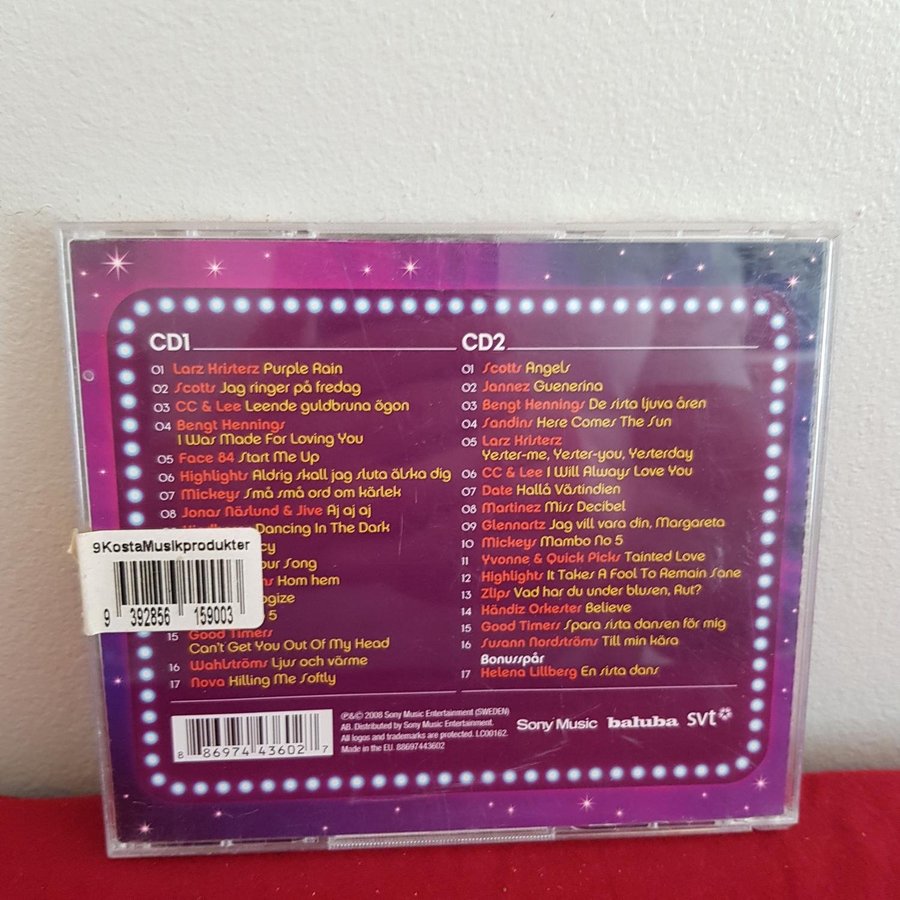 CD1
01 Larz Kristerz Purple Rain
02 Scotts Jag ringer på fredag
03 CC & Lee Leende guldbruna ögon
04 Bengt Hennings
I Was Made For Loving You
05 Face 84 Start Me Up
06 Highlights Aldrig skall jag sluta älska dig
07 Mickeys Små små ord om kärlek
08 Jonas Näslund & Jive Aj aj aj
Dancing In The Dark
Song
Kom hem
5
15 Good Timers
Can't Get You Out Of My Head
16 Wahlströms Ljus och värme
17 Nova Killing Me Softly
9KostaMusikprodukter
9 392856 159003
CD2
01 Scotts Angels
02 Jannez Guenerina
03 Bengt Hennings De sista ljuva åren
04 Sandins Here Comes The Sun
05 Larz Kristerz
Yester-me, Yester-you, Yesterday
06 CC & Lee I Will Always Love You
07 Date Hallå Västindien
08 Martinez Miss Decibel
09 Glennartz Jag vill vara din, Margareta
10 Mickeys Mambo No 5
11 Yvonne & Quick Picks Tainted Love
12 Highlights It Takes A Fool To Remain Sane
13 Zlips Vad har du under blusen, Rut?
14 Kändiz Orkester Believe
15 Good Timers Spara sista dansen för mig
16 Susann Nordströms Till min kära
Bonusspår
17 Helena Lillberg En sista dans
8 86974 43602 7
℗&© 2008 Sony Music Entertainment (SWEDEN)
AB. Distributed by Sony Music Entertainment.
All logos and trademarks are protected. LC00162.
Made in the EU. 88697443602
Sony Music baluba svt